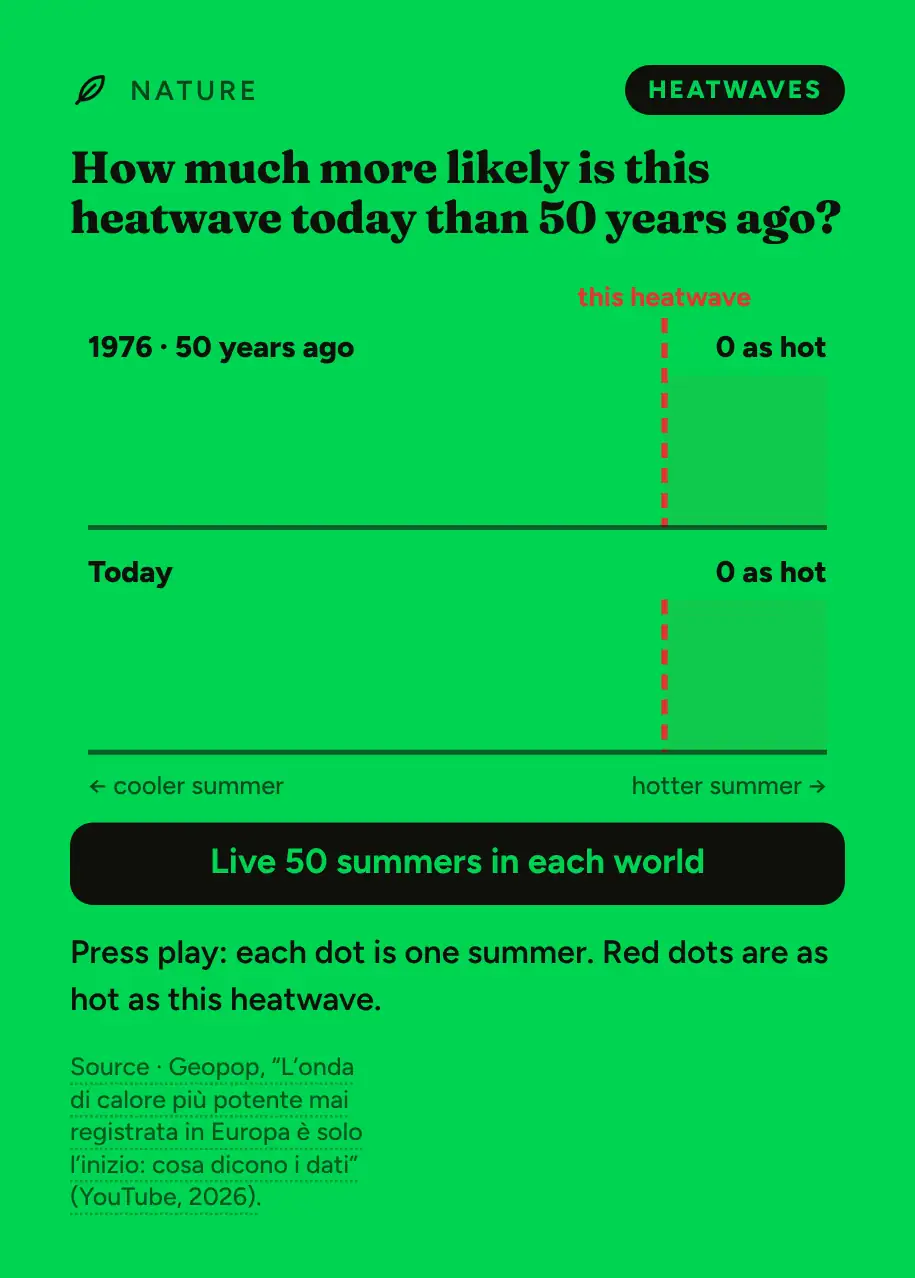 NATURE
HEATWAVES
How much more likely is this
heatwave today than 50 years ago?
this heatwave
1976 · 50 years ago
0 as hot
Today
0 as hot
← cooler summer
hotter summer →
Live 50 summers in each world
Press play: each dot is one summer. Red dots are as
hot as this heatwave.
Source · Geopop, “L’onda
di calore più potente mai
registrata in Europa è solo
l’inizio: cosa dicono i dati”
(YouTube, 2026).